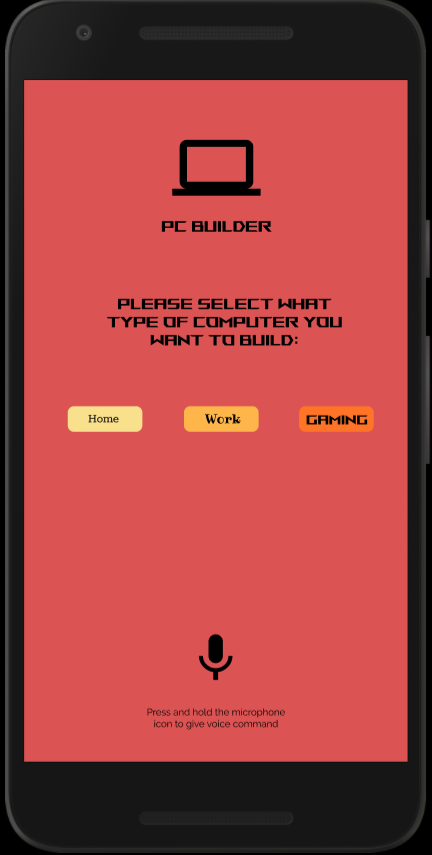 PC BUILDER
PLEASE SELECT WHAT
TYPE OF COMPUTER YOU
WANT TO BUILD:
Home Work GAMING
Press and hold the microphone
icon to give voice command